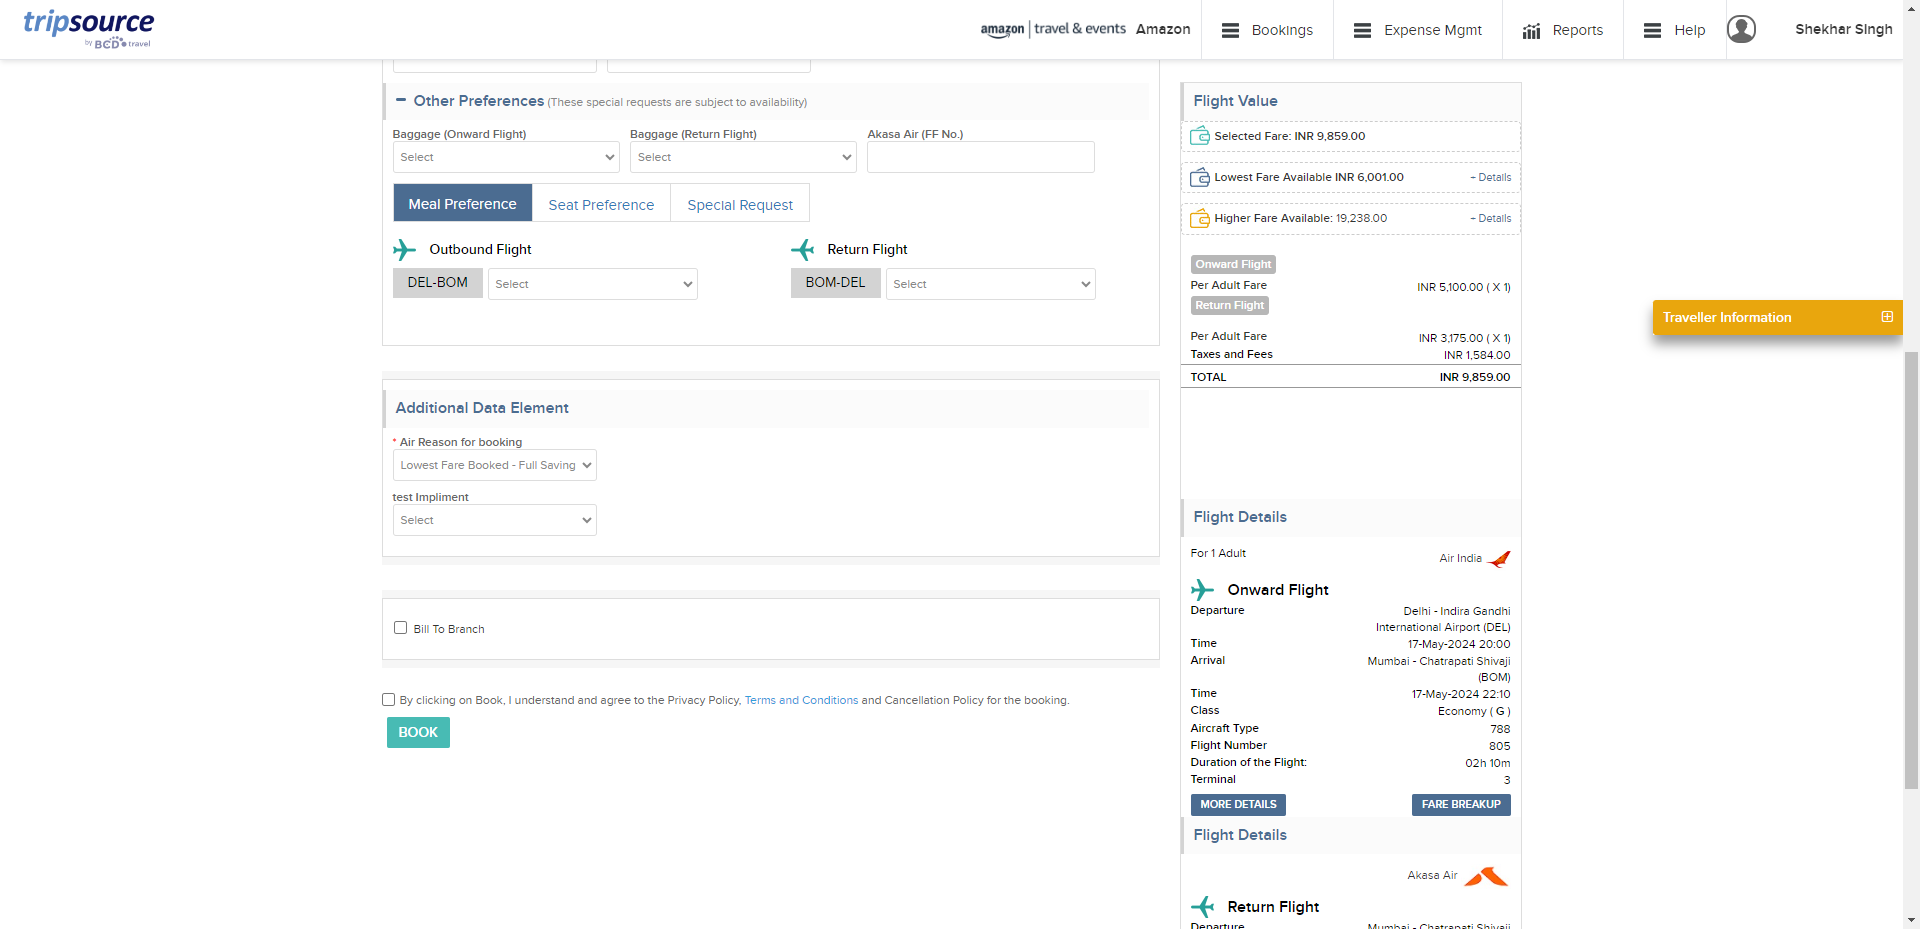 tripsource
by BCD travel
amazon | travel & events Amazon
Bookings
Expense Mgmt
Reports
Help
Shekhar Singh
Other Preferences (These special requests are subject to availability)
Baggage (Onward Flight)
Select
Baggage (Return Flight)
Select
Akasa Air (FF No.)
Meal Preference
Seat Preference
Special Request
Outbound Flight
DEL-BOM
Select
Return Flight
BOM-DEL
Select
Additional Data Element
* Air Reason for booking
Lowest Fare Booked - Full Saving
test Impliment
Select
Bill To Branch
By clicking on Book, I understand and agree to the Privacy Policy, Terms and Conditions and Cancellation Policy for the booking.
BOOK
Flight Value
Selected Fare: INR 9,859.00
Lowest Fare Available INR 6,001.00 + Details
Higher Fare Available: 19,238.00 + Details
Onward Flight
Per Adult Fare INR 5,100.00 ( X 1)
Return Flight
Per Adult Fare INR 3,175.00 ( X 1)
Taxes and Fees INR 1,584.00
TOTAL INR 9,859.00
Traveller Information
Flight Details
For 1 Adult
Air India
Onward Flight
Departure Delhi - Indira Gandhi
International Airport (DEL)
Time 17-May-2024 20:00
Arrival Mumbai - Chatrapati Shivaji
(BOM)
Time 17-May-2024 22:10
Class Economy ( G )
Aircraft Type 788
Flight Number 805
Duration of the Flight: 02h 10m
Terminal 3
MORE DETAILS
FARE BREAKUP
Flight Details
Akasa Air
Return Flight
Departure Mumbai - Chatrapati Shivaji